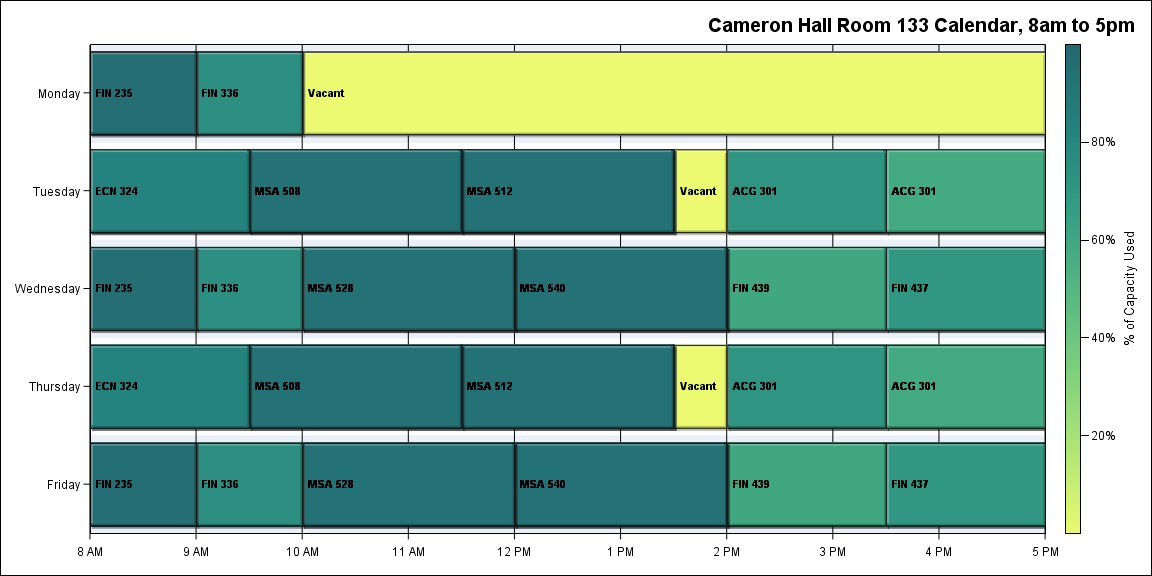 Cameron Hall Room 133 Calendar, 8am to 5pm
Monday FIN 235 FIN 336 Vacant
80%
Tuesday ECN 324 MSA 508 MSA 512 Vacant ACG 301 ACG 301
60%
% of Capacity Used
Wednesday FIN 235 FIN 336 MSA 528 MSA 540 FIN 439 FIN 437
40%
Thursday ECN 324 MSA 508 MSA 512 Vacant ACG 301 ACG 301
20%
Friday FIN 235 FIN 336 MSA 528 MSA 540 FIN 439 FIN 437
8 AM 9 AM 10 AM 11 AM 12 PM 1 PM 2 PM 3 PM 4 PM 5 PM